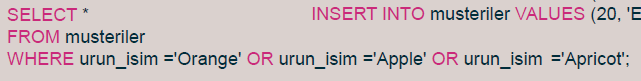 SELECT * INSERT INTO musteriler VALUES (20, 'E
FROM musteriler
WHERE urun_isim ='Orange' OR urun_isim ='Apple' OR urun_isim ='Apricot';